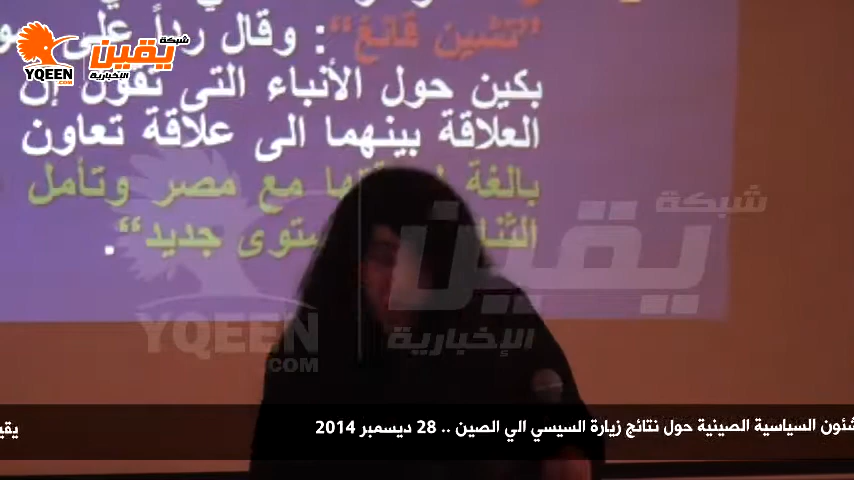 شبكة
يقين
الإخبارية
YQEEN
.COM
"تشين قانغ": وقال رداً على
بكين حول الأنباء التى تقول إن
العلاقة بينهما الى علاقة تعاون
بالغة مع مصر وتأمل
جديد".
شبكة
يقين
الإخبارية
YQEEN
.COM
السياسية الصينية حول نتائج زيارة السيسي الي الصين .. 28 ديسمبر 2014